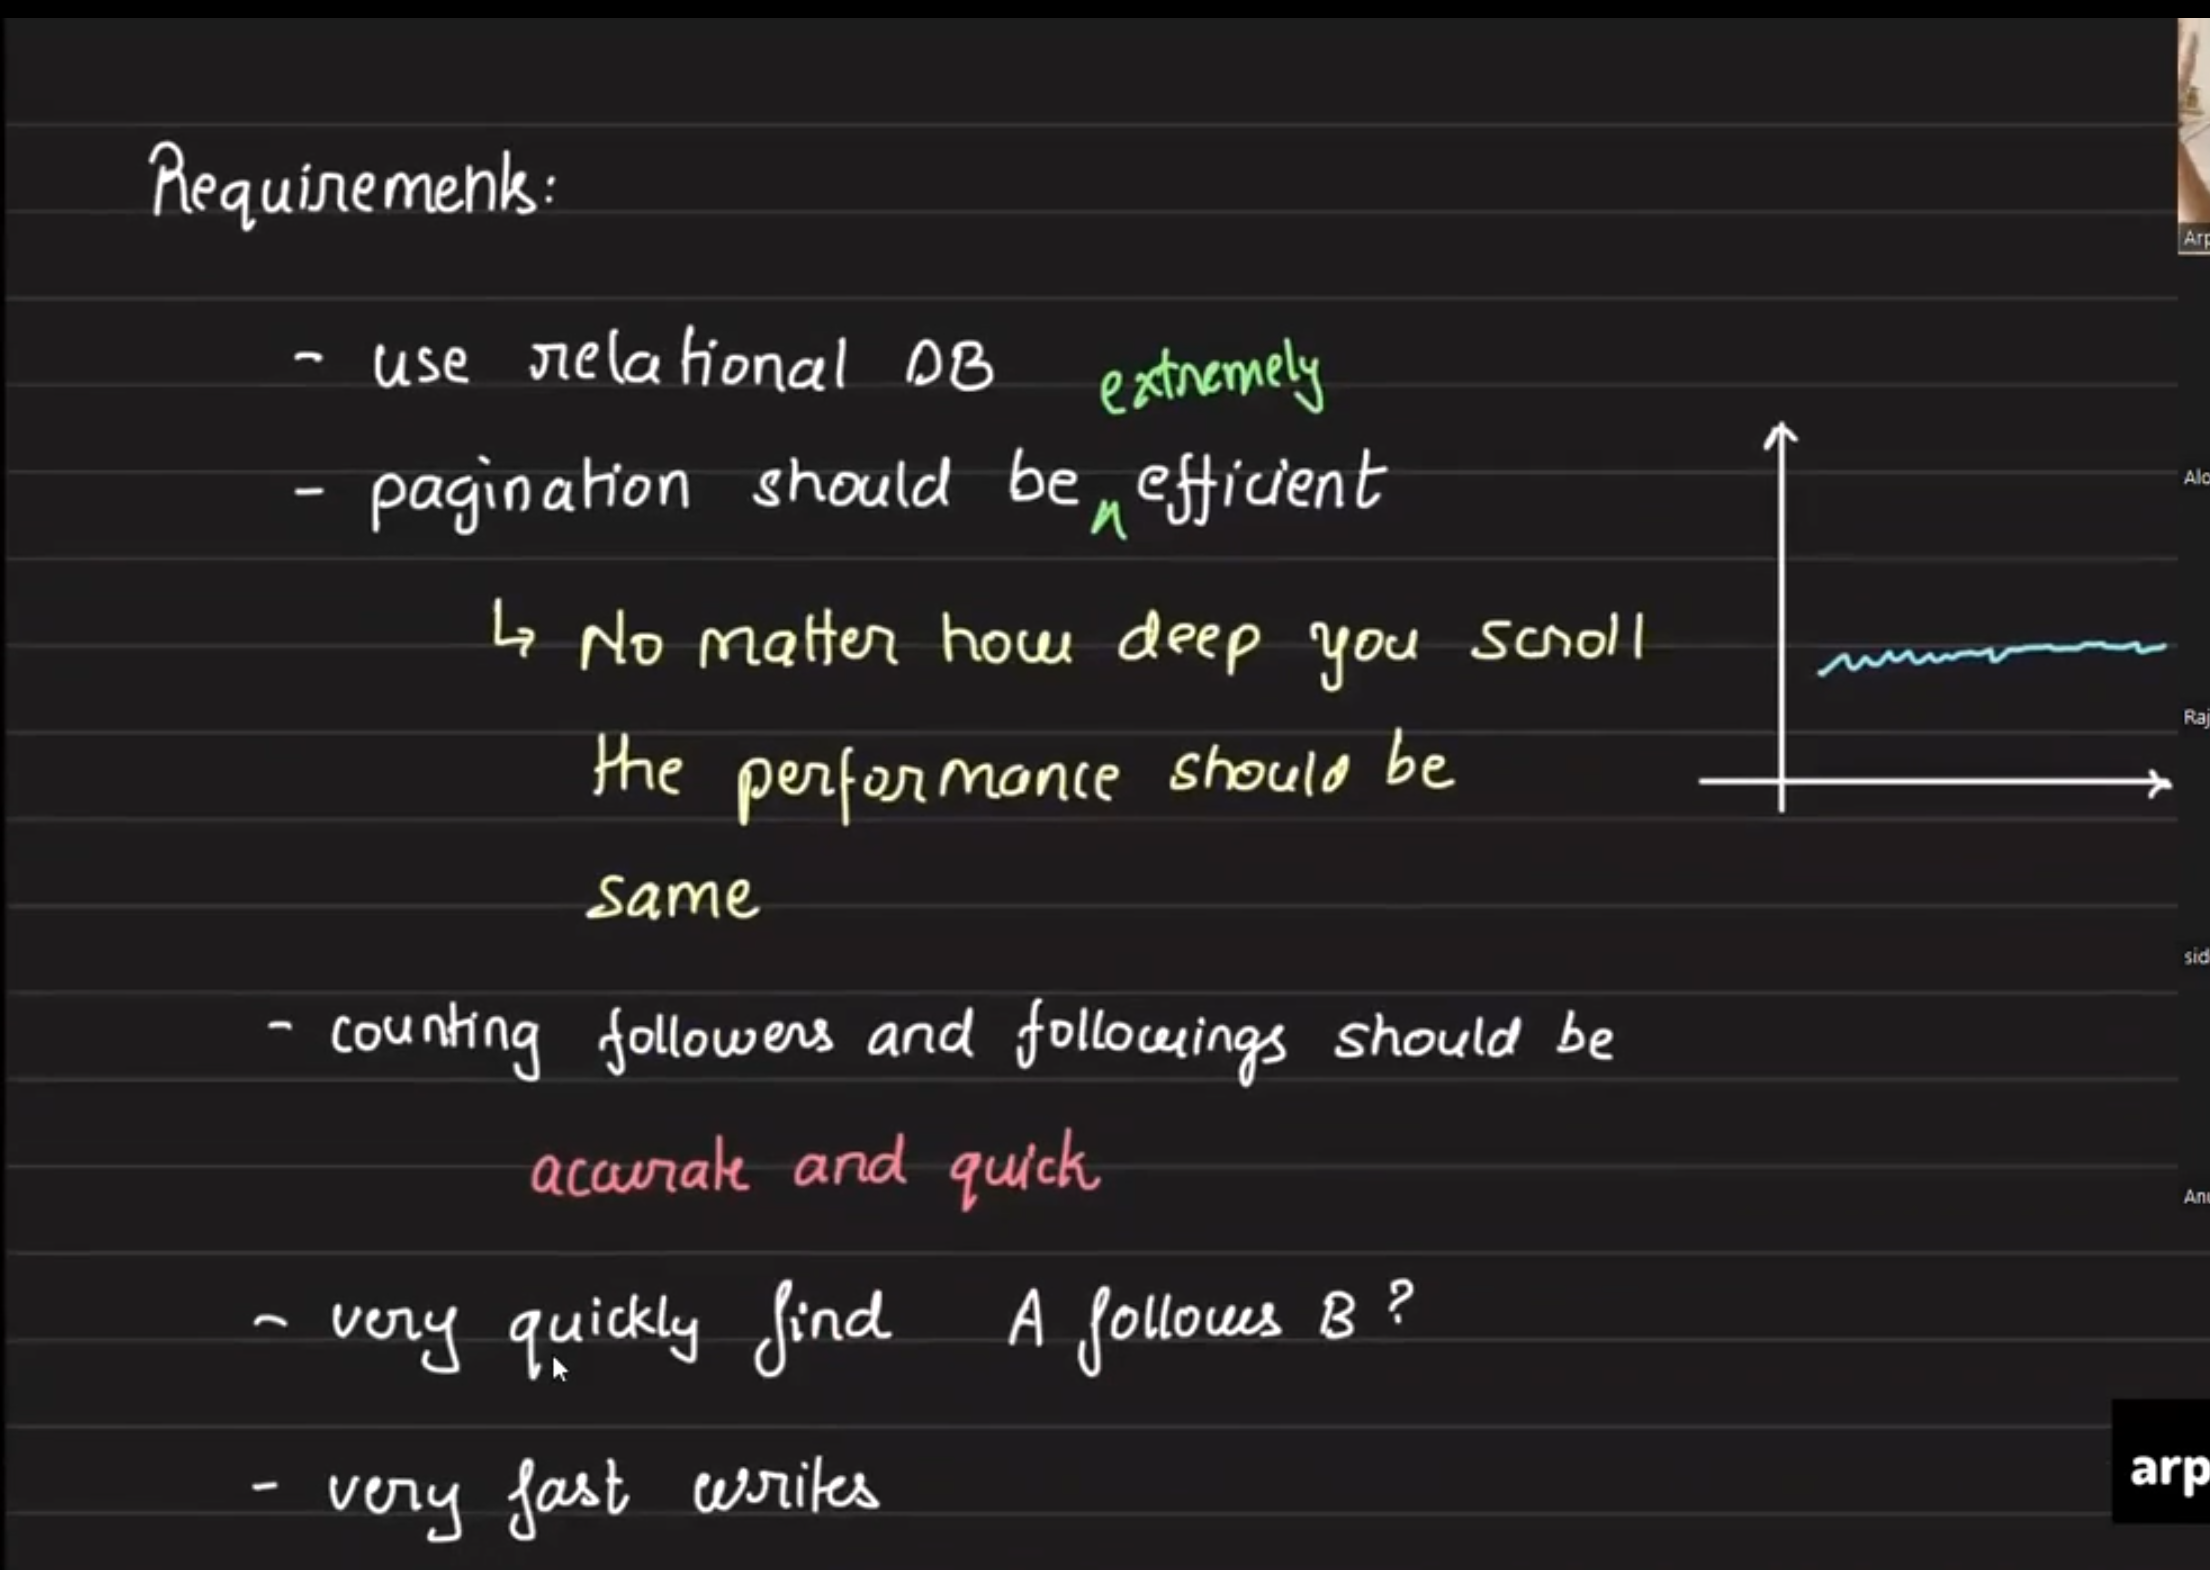 Requirements:
- use relational DB
extremely
- pagination should be ^ efficient
↳ No matter how deep you scroll
the performance should be
same
- counting followers and followings should be
accurate and quick
- very quickly find A follows B?
- very fast writes
Arp
Alo
Raj
sid
arp